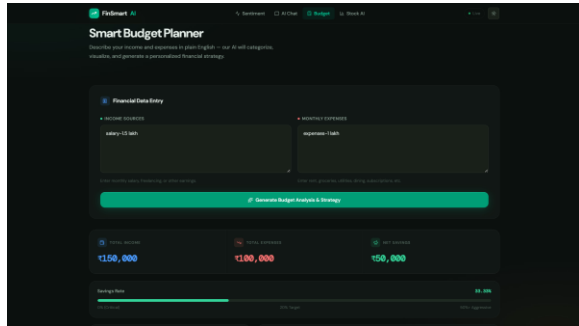 FinSmart AI
Sentiment AI Chat Budget Stock AI
Live
Smart Budget Planner
Describe your income and expenses in plain English — our AI will categorize,
visualize, and generate a personalized financial strategy.
Financial Data Entry
INCOME SOURCES
MONTHLY EXPENSES
salary-1.5 lakh
expenses-1 lakh
Generate Budget Analysis & Strategy
TOTAL INCOME
₹150,000
TOTAL EXPENSES
₹100,000
NET SAVINGS
₹50,000
Savings Rate